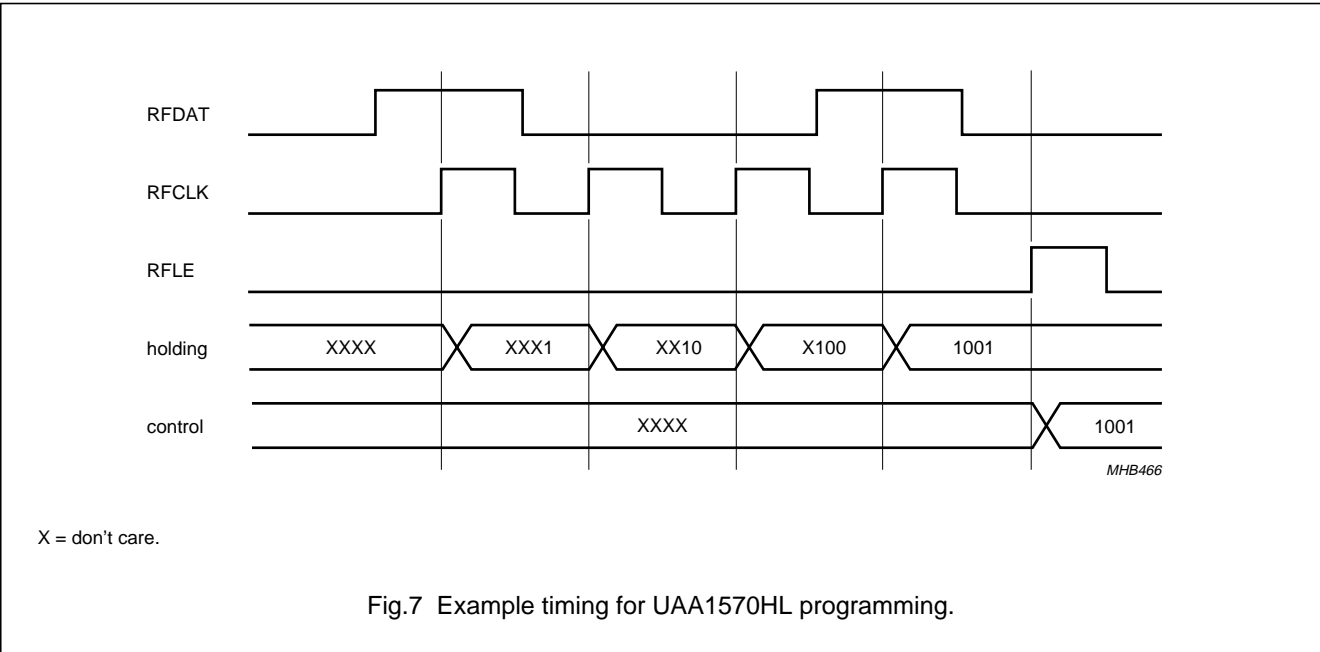 RFDAT
RFCLK
RFLE
holding XXXX XXX1 XX10 X100 1001
control XXXX 1001
MHB466
X = don't care.
Fig.7 Example timing for UAA1570HL programming.